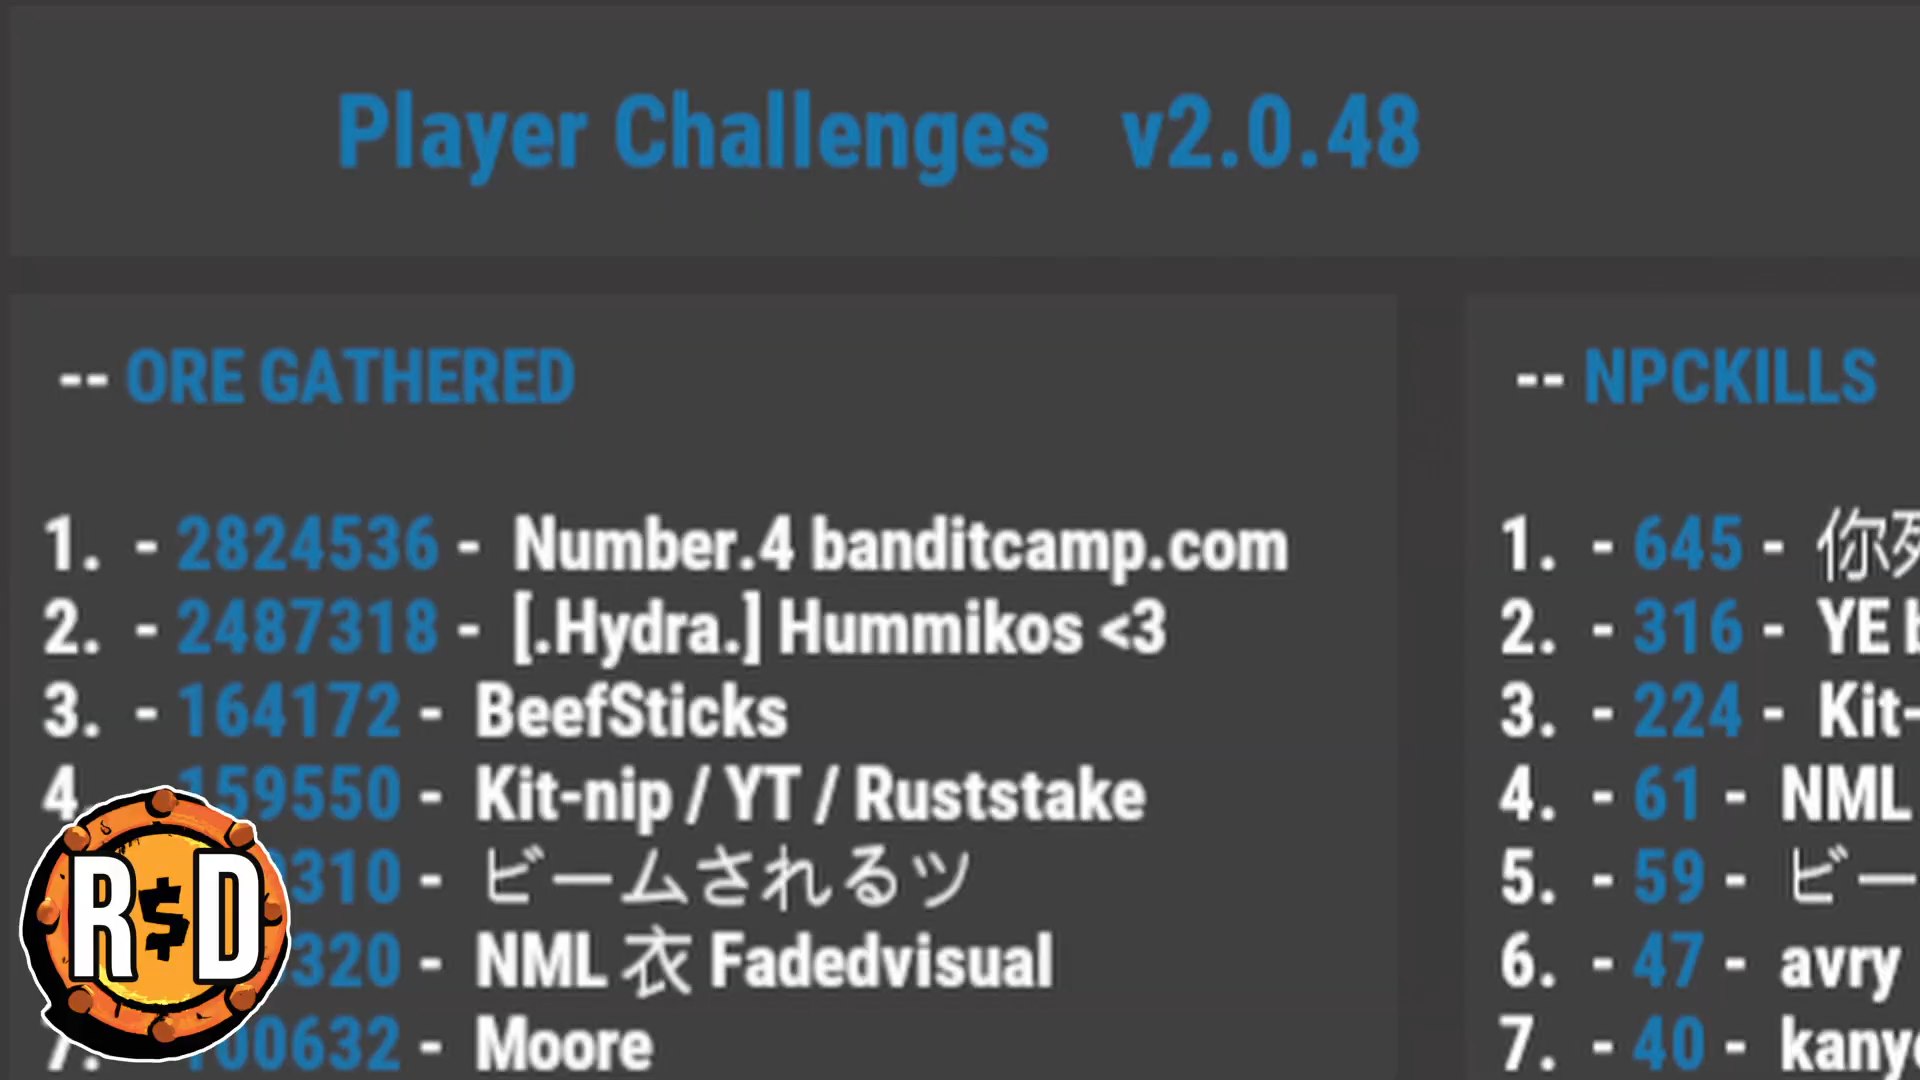 Player Challenges v2.0.48
-- ORE GATHERED
1. - 2824536 - Number.4 banditcamp.com
2. - 2487318 - [.Hydra.] Hummikos <3
3. - 164172 - BeefSticks
4. 159550 - Kit-nip / YT / Ruststake
310 - ビームされるツ
320 - NML 衣 Fadedvisual
7. 00632 - Moore
-- NPCKILLS
1. - 645 - 你
2. - 316 - YE
3. - 224 - Kit-
4. - 61 - NML
5. - 59 - ビー
6. - 47 - avry
7. - 40 - kany
R$D